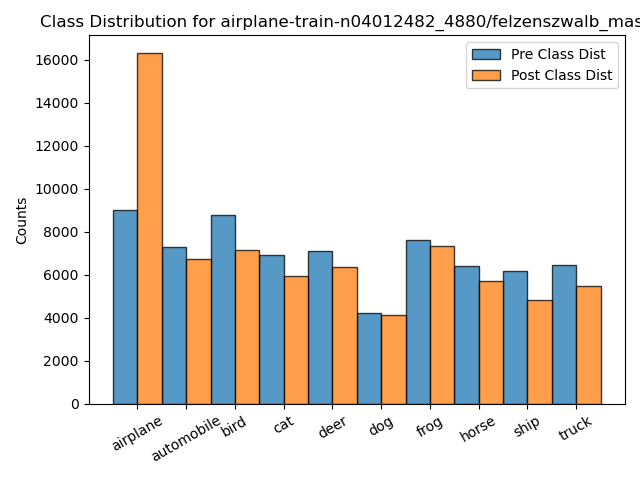 Class Distribution for airplane-train-n04012482_4880/felzenszwalb_mas
Pre Class Dist
Post Class Dist
16000
14000
12000
10000
8000
6000
4000
2000
0
Counts
airplane
automobile
bird
cat
deer
dog
frog
horse
ship
truck